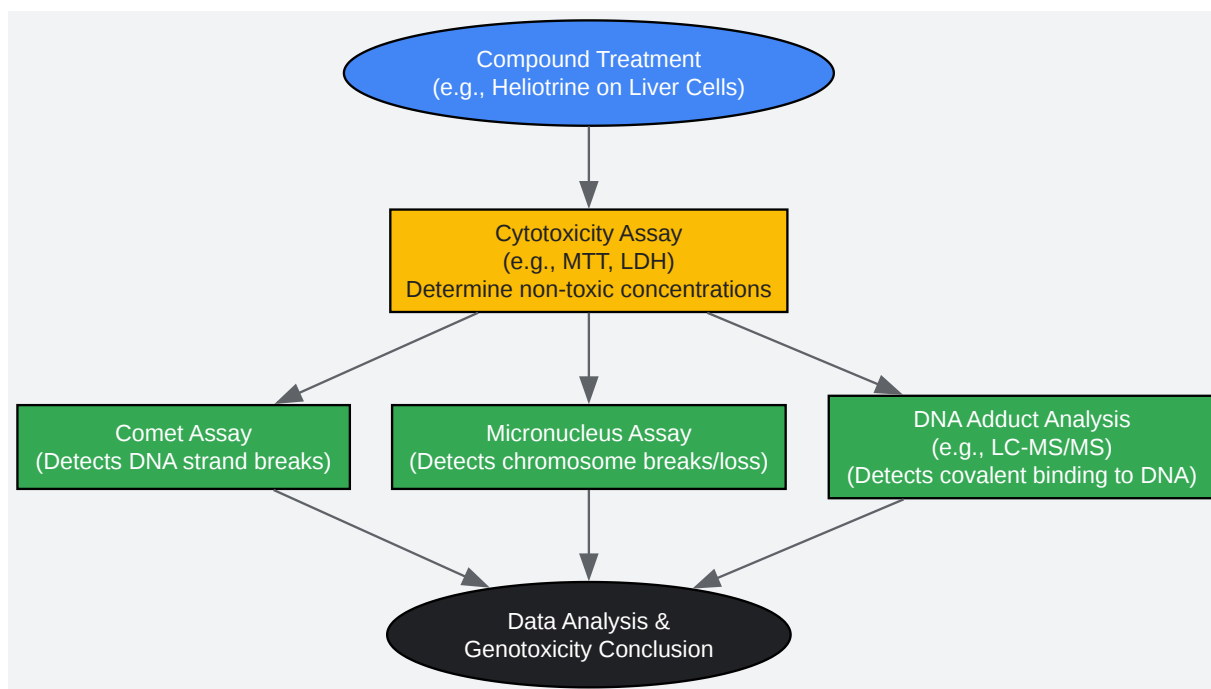 Compound Treatment
(e.g., Heliotrine on Liver Cells)
Cytotoxicity Assay
(e.g., MTT, LDH)
Determine non-toxic concentrations
Comet Assay
(Detects DNA strand breaks)
Micronucleus Assay
(Detects chromosome breaks/loss)
DNA Adduct Analysis
(e.g., LC-MS/MS)
(Detects covalent binding to DNA)
Data Analysis &
Genotoxicity Conclusion